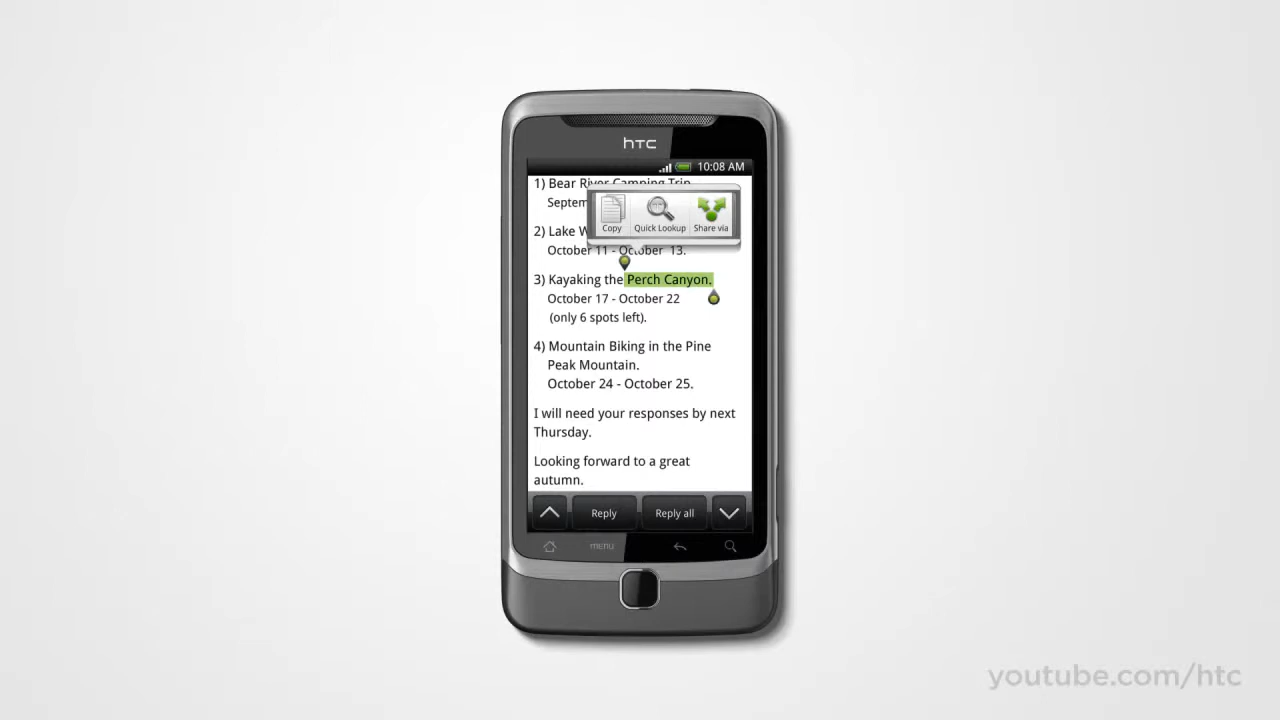 htc
10:08 AM
1) Bear River Camping Trip
Septem
Copy
Quick Lookup
Share via
2) Lake W
October 11 - October 13.
3) Kayaking the Perch Canyon.
October 17 - October 22
(only 6 spots left).
4) Mountain Biking in the Pine
Peak Mountain.
October 24 - October 25.
I will need your responses by next
Thursday.
Looking forward to a great
autumn.
Reply
Reply all
menu
youtube.com/htc